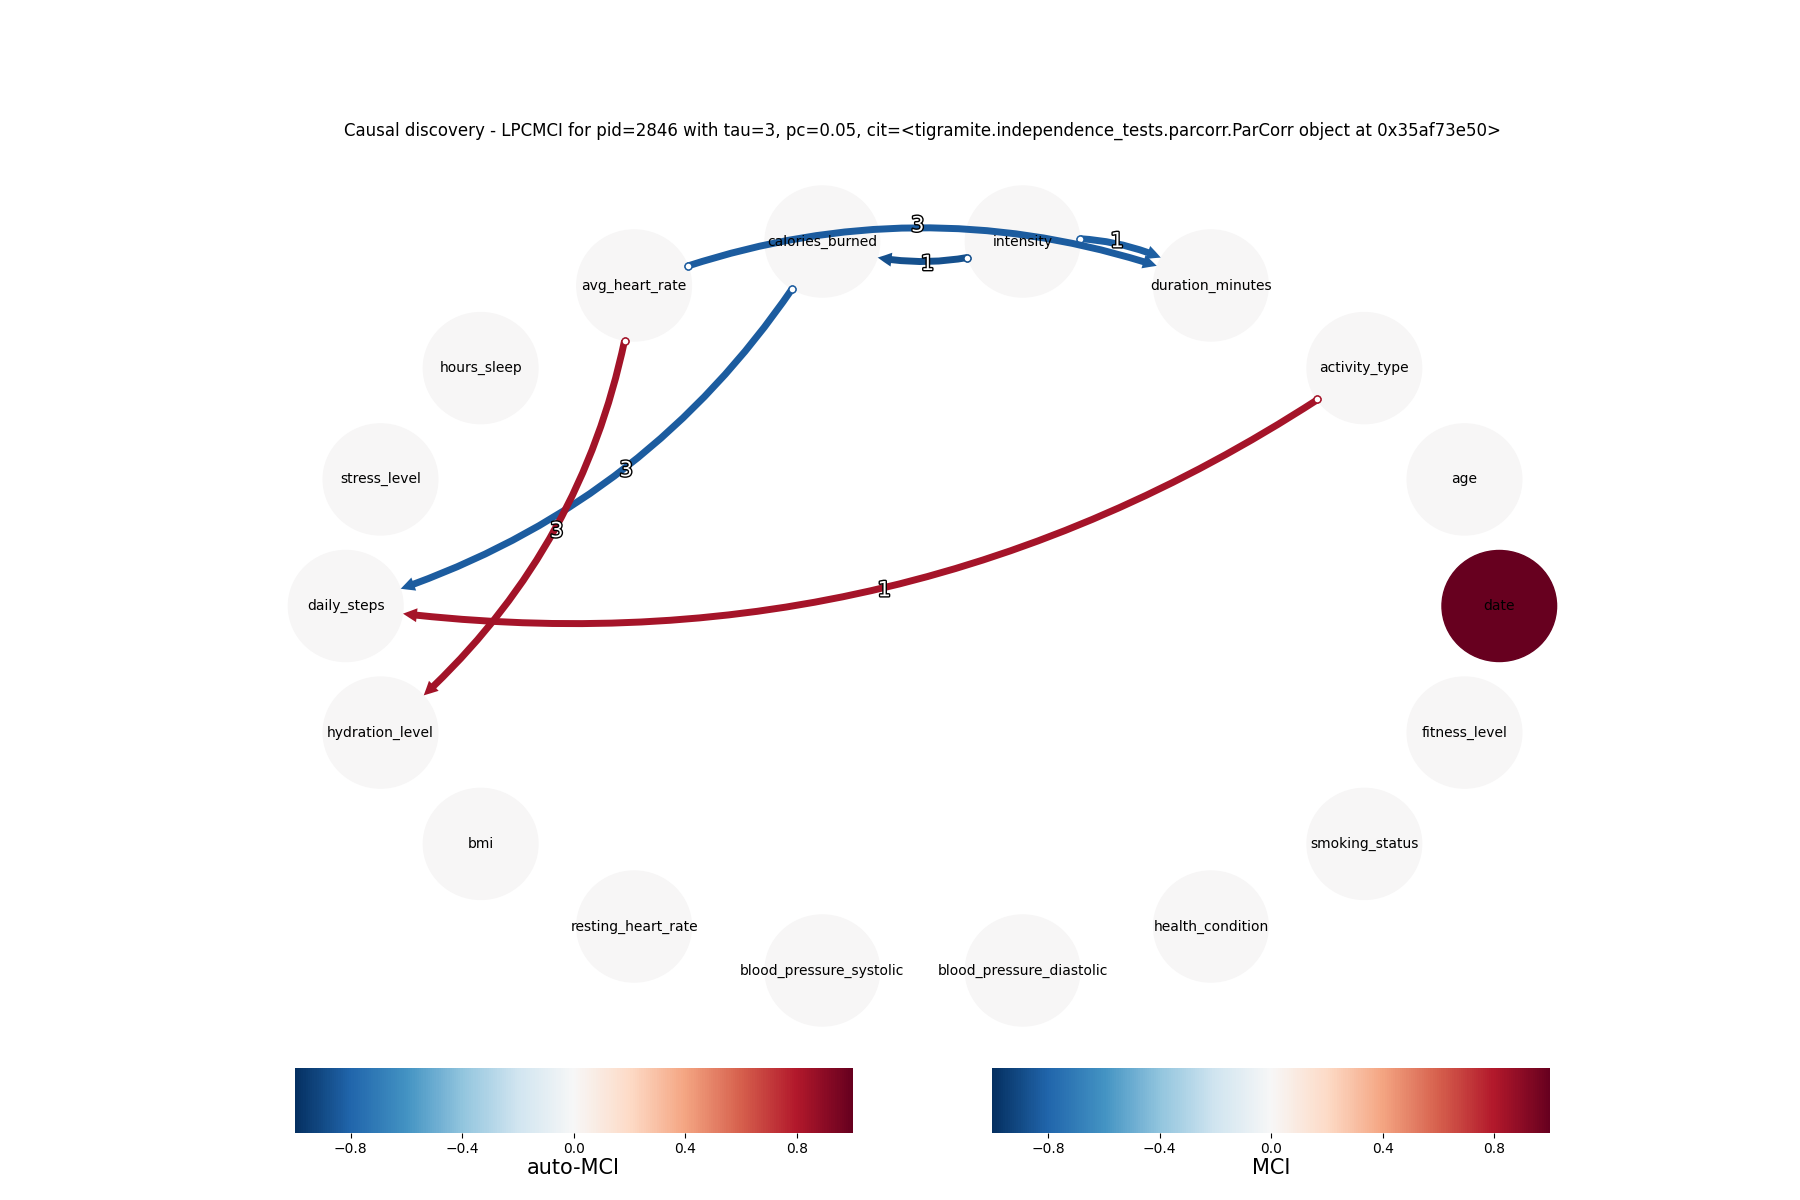 Causal discovery - LPCMCI for pid=2846 with tau=3, pc=0.05, cit=<tigramite.independence_tests.parcorr.ParCorr object at 0x35af73e50>
3
calories_burned
intensity
1
1
avg_heart_rate
duration_minutes
hours_sleep
activity_type
3
stress_level
age
3
1
daily_steps
date
hydration_level
fitness_level
bmi
smoking_status
resting_heart_rate
health_condition
blood_pressure_systolic
blood_pressure_diastolic
−0.8 −0.4 0.0 0.4 0.8
auto-MCI
−0.8 −0.4 0.0 0.4 0.8
MCI